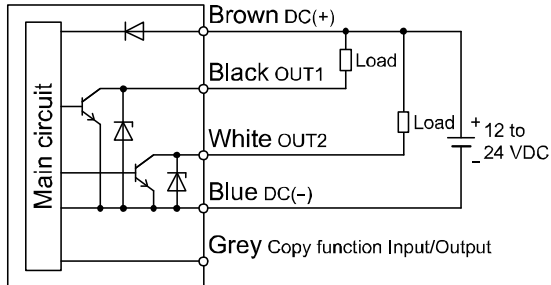 Brown DC(+)
Load
Black OUT1
Main circuit
White OUT2
Load
+ 12 to
- 24 VDC
Blue DC(-)
Grey Copy function Input/Output